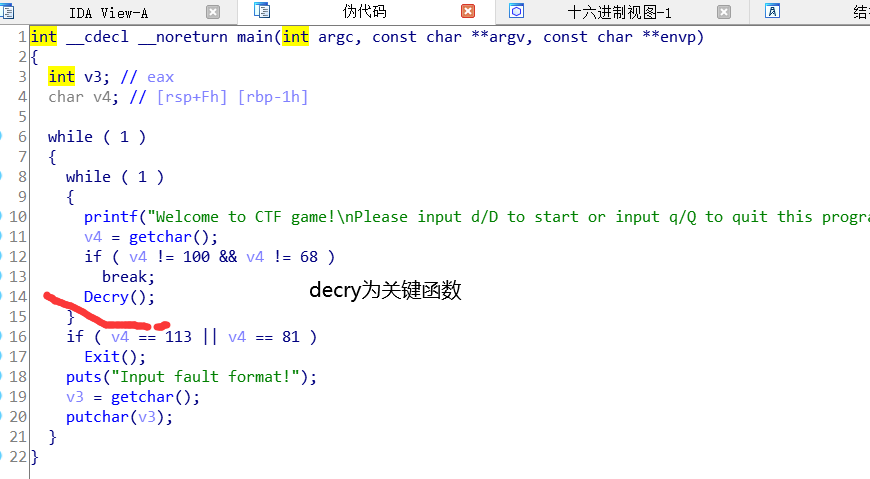 IDA View-A 伪代码 十六进制视图-1 结
1 int __cdecl __noreturn main(int argc, const char **argv, const char **envp)
2 {
3 int v3; // eax
4 char v4; // [rsp+Fh] [rbp-1h]
5
6 while ( 1 )
7 {
8 while ( 1 )
9 {
10 printf("Welcome to CTF game!\nPlease input d/D to start or input q/Q to quit this progra
11 v4 = getchar();
12 if ( v4 != 100 && v4 != 68 )
13 break;
14 Decry();
decry为关键函数
15 }
16 if ( v4 == 113 || v4 == 81 )
17 Exit();
18 puts("Input fault format!");
19 v3 = getchar();
20 putchar(v3);
21 }
22 }